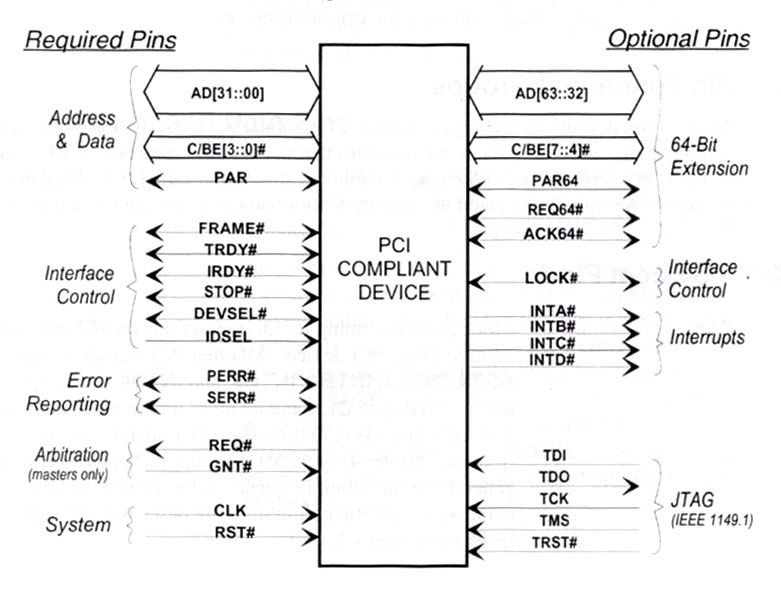 Required Pins
Optional Pins
Address
& Data
AD[31::00]
C/BE[3::0]#
PAR
Interface
Control
FRAME#
TRDY#
IRDY#
STOP#
DEVSEL#
IDSEL
Error
Reporting
PERR#
SERR#
Arbitration
(masters only)
REQ#
GNT#
System
CLK
RST#
PCI
COMPLIANT
DEVICE
AD[63::32]
C/BE[7::4]#
PAR64
REQ64#
ACK64#
64-Bit
Extension
LOCK#
Interface
Control
INTA#
INTB#
INTC#
INTD#
Interrupts
TDI
TDO
TCK
TMS
TRST#
JTAG
(IEEE 1149.1)